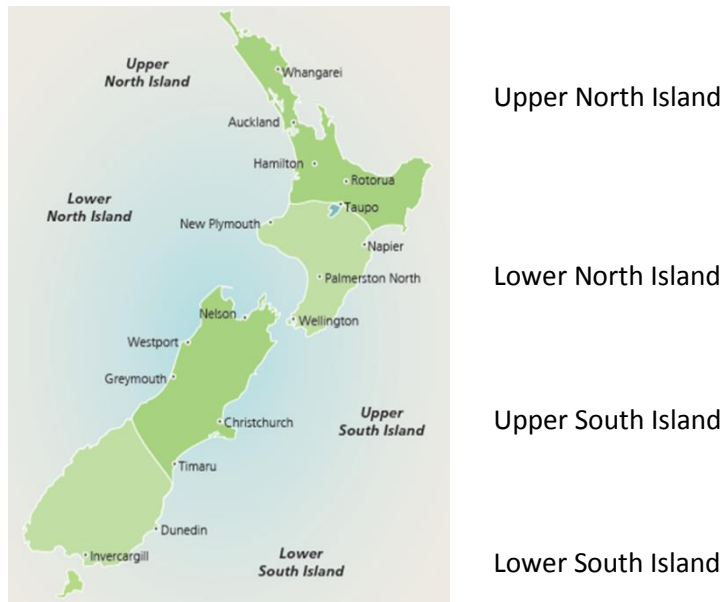 Upper
North Island
Whangarei
Upper North Island
Auckland
Hamilton
Rotorua
Lower
North Island
Taupo
New Plymouth
Napier
Palmerston North
Lower North Island
Nelson
Wellington
Westport
Greymouth
Upper
South Island
Christchurch
Upper South Island
Timaru
Dunedin
Invercargill
Lower
South Island
Lower South Island